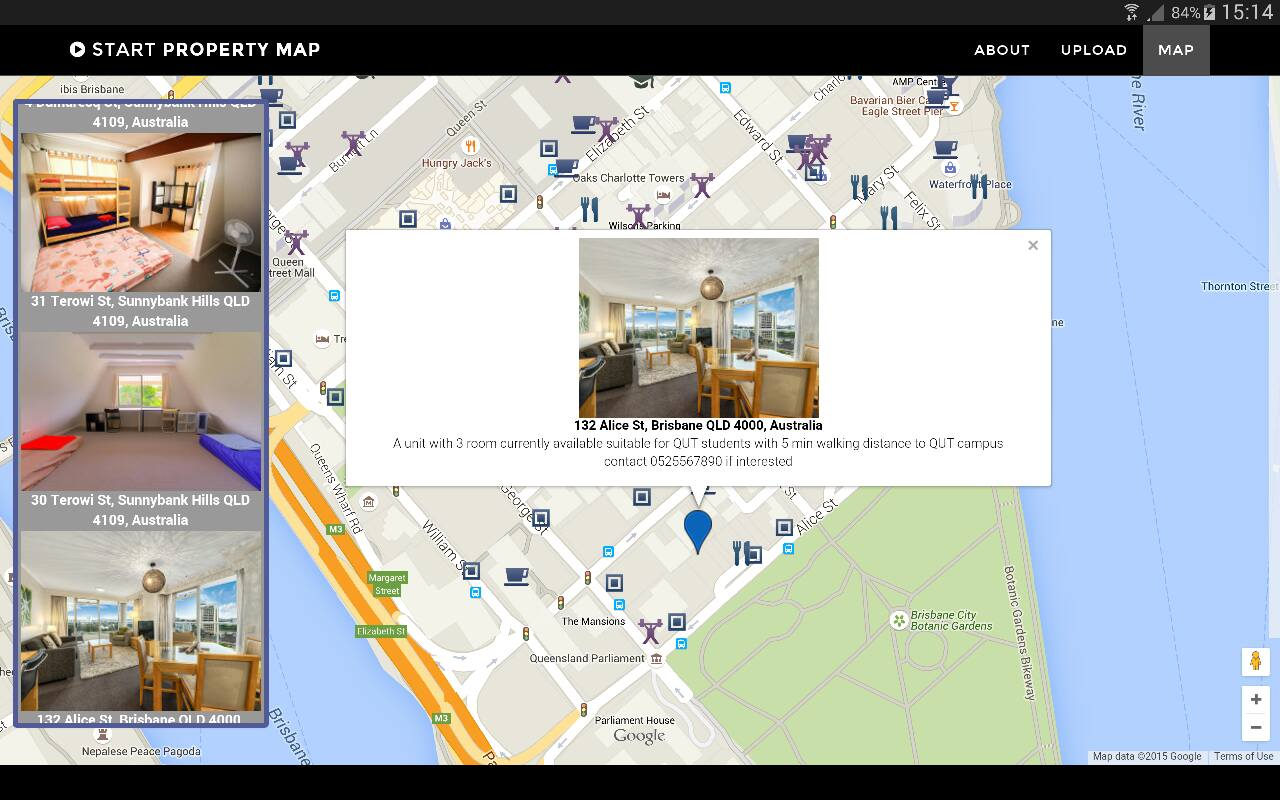 84% 15:14
START PROPERTY MAP
ABOUT UPLOAD MAP
ibis Brisbane
4109, Australia
31 Terowi St, Sunnybank Hills QLD
4109, Australia
30 Terowi St, Sunnybank Hills QLD
4109, Australia
132 Alice St, Brisbane QLD 4000,
Nepalese Peace Pagoda
Queen St
Elizabeth St
Edward St
Hungry Jack's
Oaks Charlotte Towers
Wilsons Parking
Bavarian Bier
Eagle Street Pier
AMP
Mary St
Felix St
Waterfront Place
River
Thornton Street
Queen
treet Mall
132 Alice St, Brisbane QLD 4000, Australia
A unit with 3 room currently available suitable for QUT students with 5 min walking distance to QUT campus
contact 0525567890 if interested
Queens Wharf Rd
George St
William St
Alice St
M3
Margaret
Street
Elizabeth St
The Mansions
Queensland Parliament
Parliament House
Google
M3
Brisbane City
Botanic Gardens
Botanic Gardens Bikeway
Brisbane
+
−
Map data ©2015 Google Terms of Use